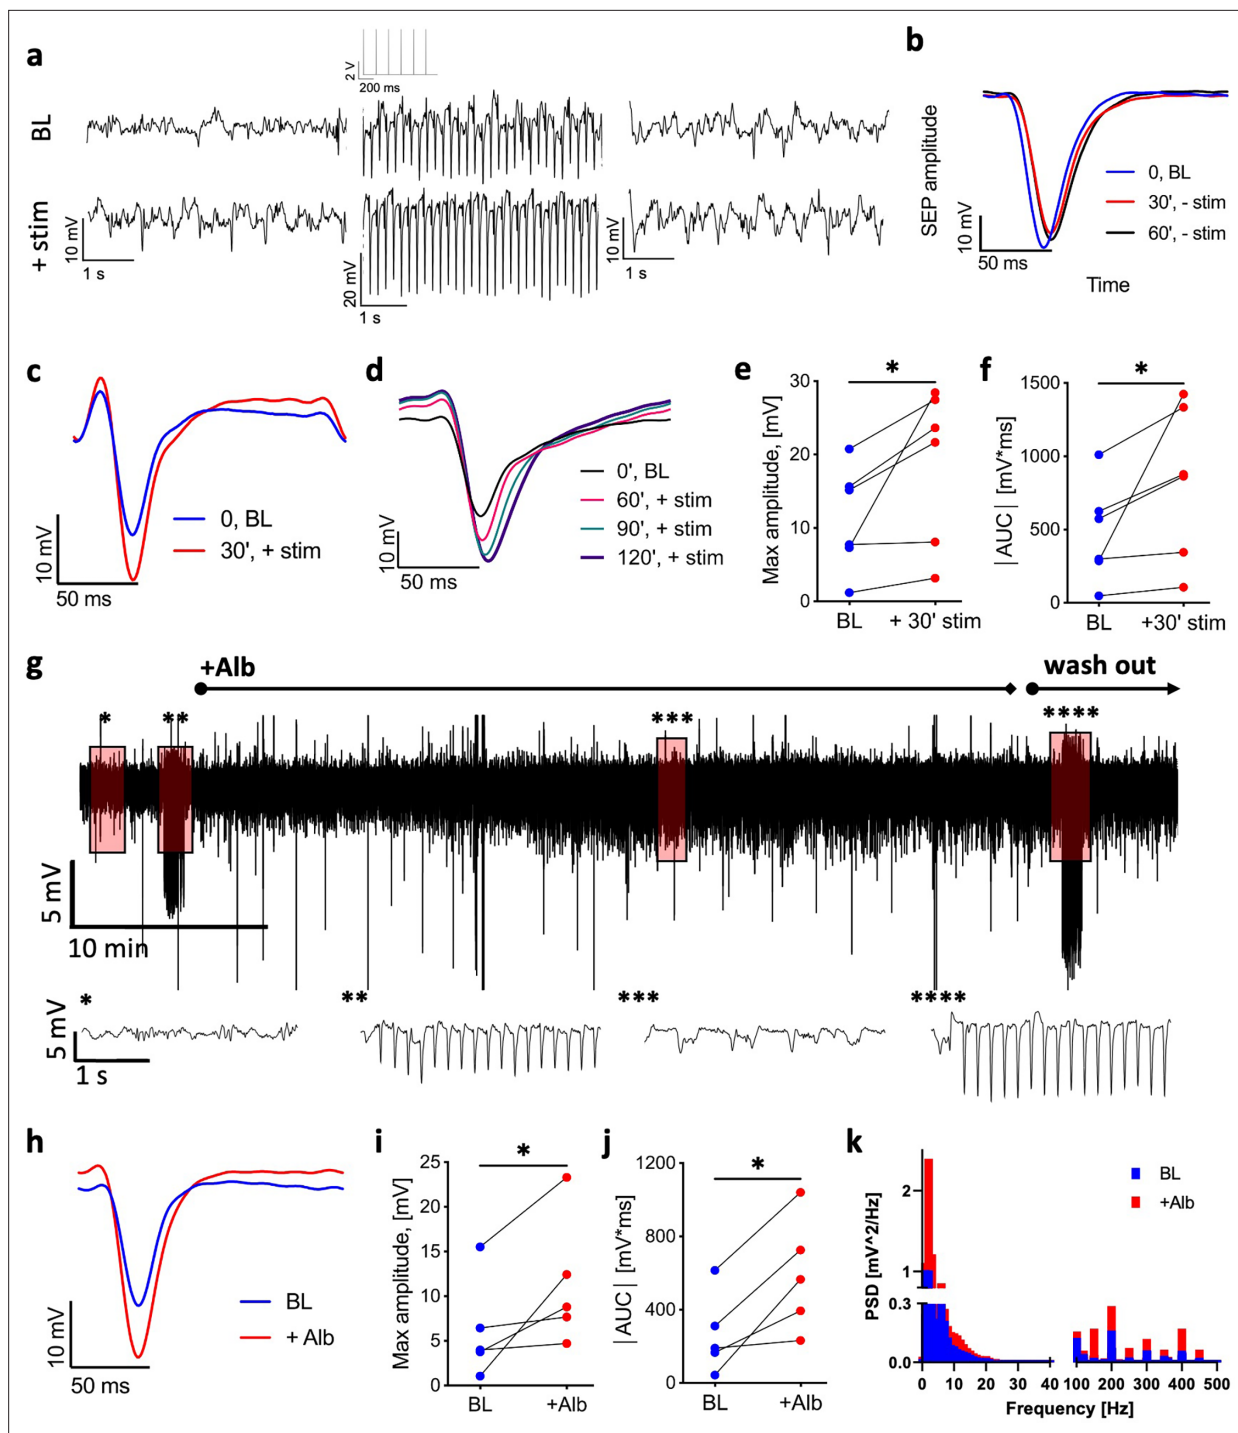 a
2 V
200 ms
BL
+ stim
10 mV
1 s
20 mV
1 s
10 mV
1 s
b
SEP amplitude
0, BL
30', - stim
60', - stim
10 mV
50 ms
Time
c
0, BL
30', + stim
10 mV
50 ms
d
0', BL
60', + stim
90', + stim
120', + stim
10 mV
50 ms
e
*
Max amplitude, [mV]
30
20
10
0
BL
+ 30' stim
f
*
|AUC| [mV*ms]
1500
1000
500
0
BL
+30' stim
g
+Alb
wash out
*
**
***
****
5 mV
10 min
*
**
***
****
5 mV
1 s
h
BL
+ Alb
10 mV
50 ms
i
*
Max amplitude, [mV]
25
20
15
10
5
0
BL
+Alb
j
*
|AUC| [mV*ms]
1200
800
400
0
BL
+Alb
k
BL
+Alb
PSD [mV^2/Hz]
2
1
0.3
0.0
0 10 20 30 40 100 200 300 400 500
Frequency [Hz]